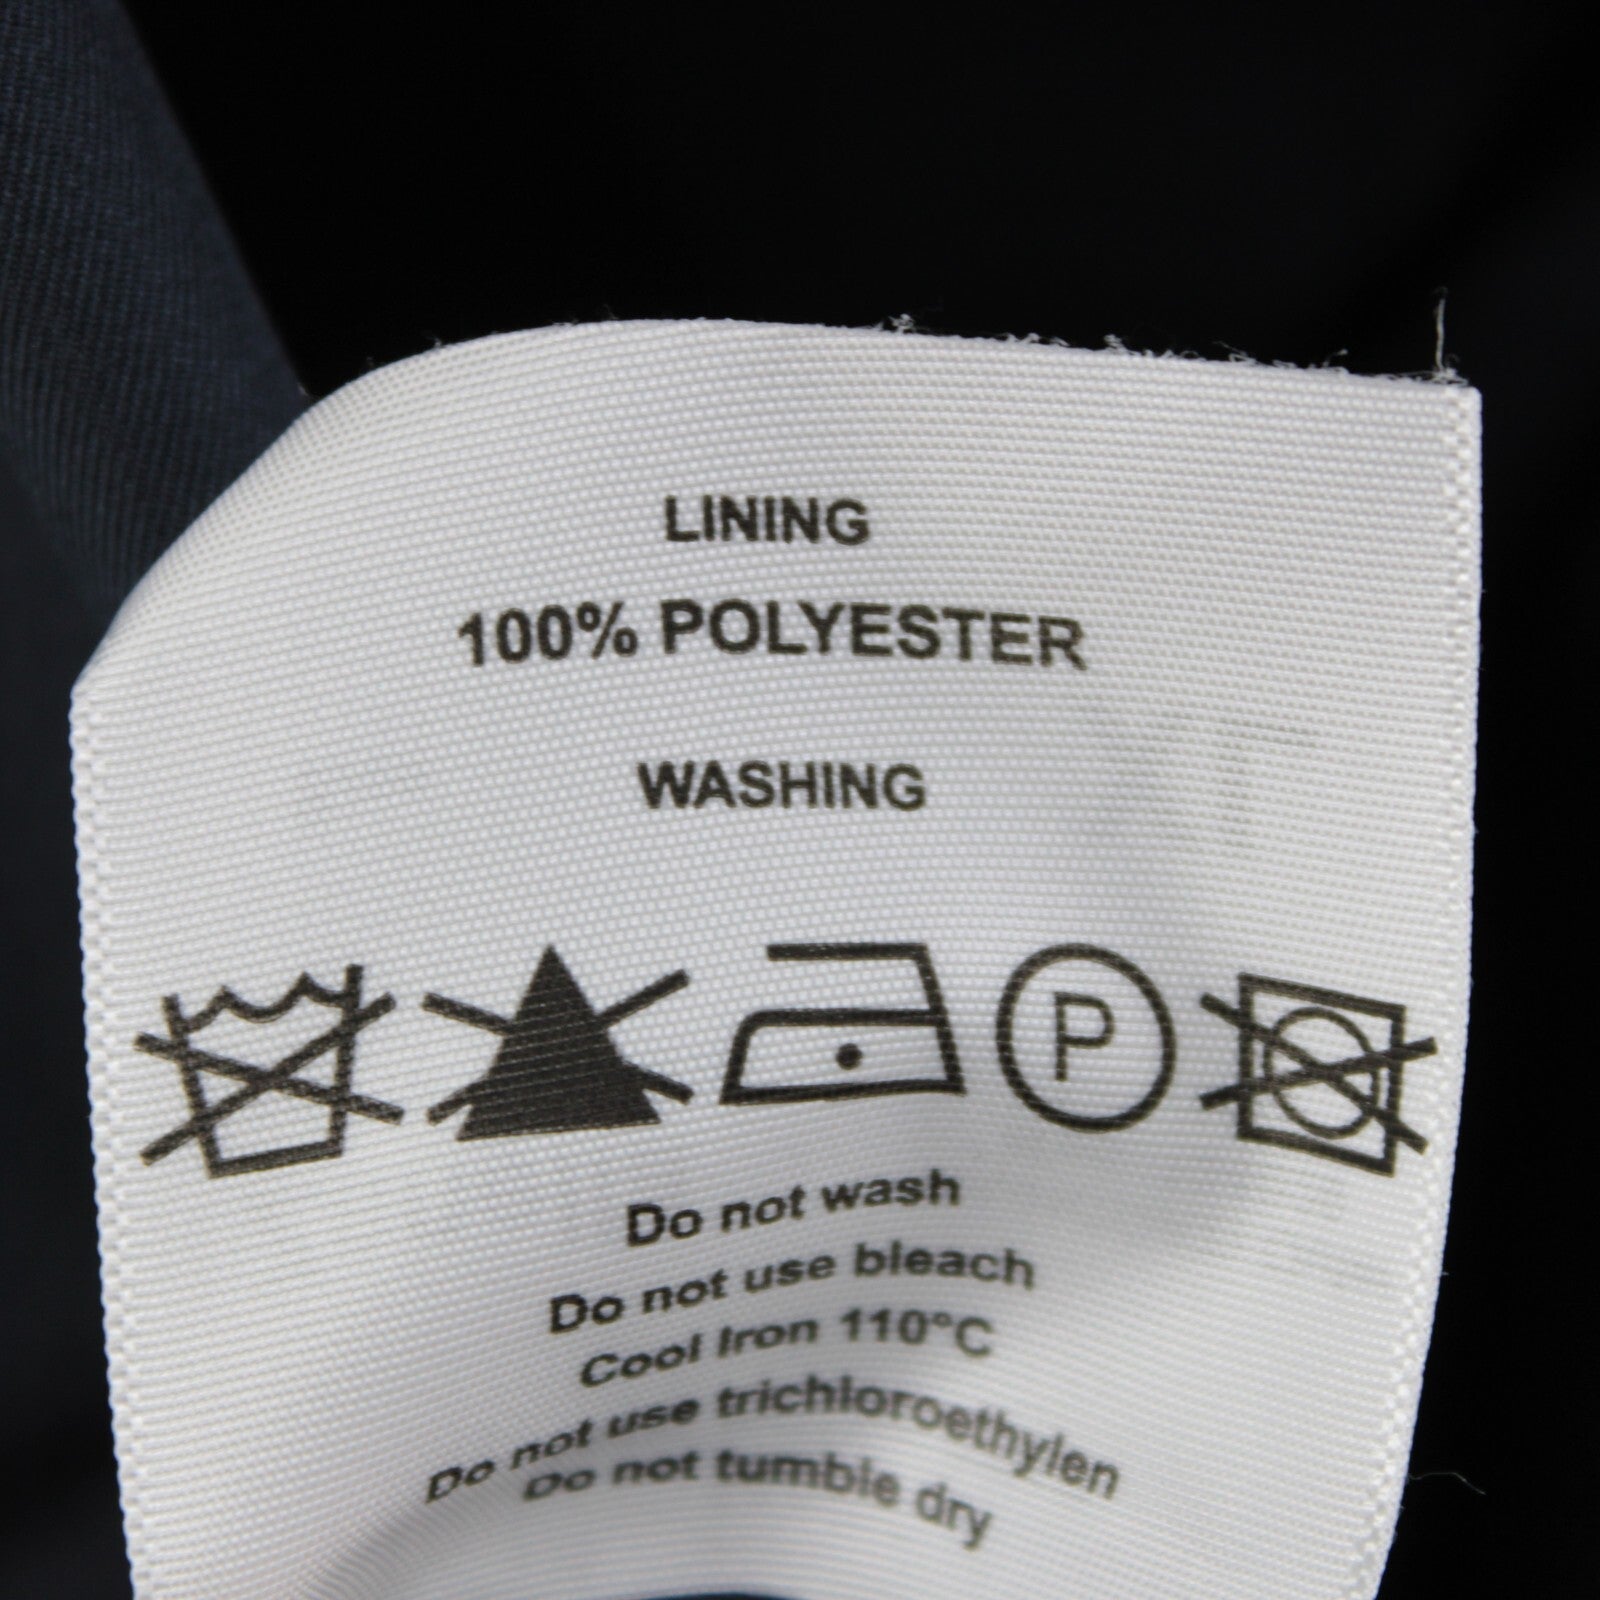 LINING
100% POLYESTER
WASHING
P
Do not wash
Do not use bleach
Cool Iron 110°C
Do not use trichloroethylen
Do not tumble dry